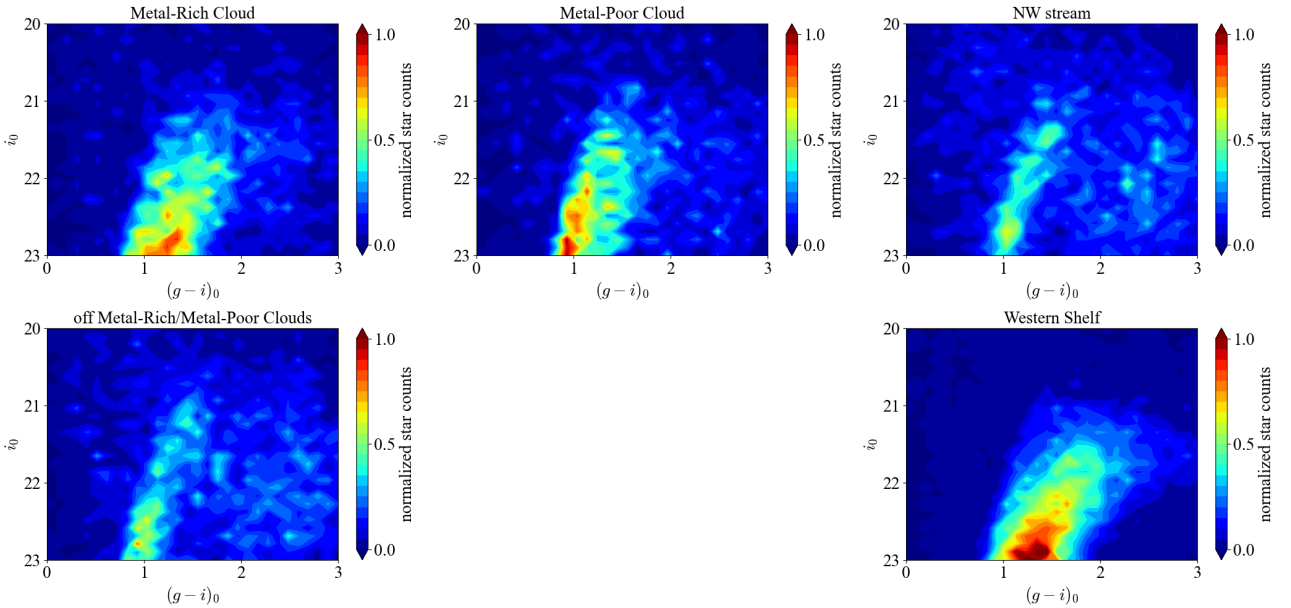 Metal-Rich Cloud
20
21
22
23
0
1
2
3
i₀
(g − i)₀
1.0
0.5
0.0
normalized star counts
Metal-Poor Cloud
20
21
22
23
0
1
2
3
i₀
(g − i)₀
1.0
0.5
0.0
normalized star counts
NW stream
20
21
22
23
0
1
2
3
i₀
(g − i)₀
1.0
0.5
0.0
normalized star counts
off Metal-Rich/Metal-Poor Clouds
20
21
22
23
0
1
2
3
i₀
(g − i)₀
1.0
0.5
0.0
normalized star counts
Western Shelf
20
21
22
23
0
1
2
3
i₀
(g − i)₀
1.0
0.5
0.0
normalized star counts